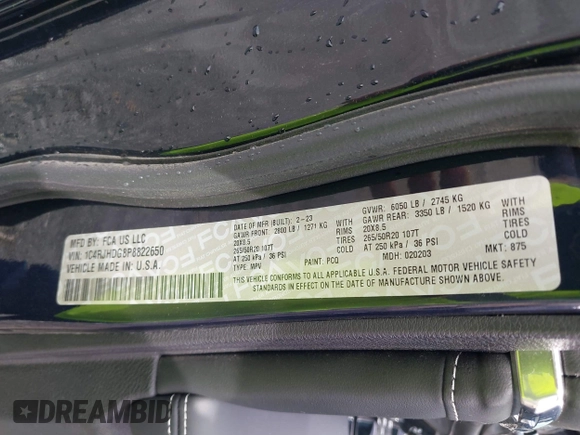 MFD BY: FCA US LLC
VIN: 1C4RJHDG5P8822650
VEHICLE MADE IN: U.S.A.
DATE OF MFR (BUILT): 2-23
GAWR FRONT: 2800 LB / 1271 KG WITH
20X8.5 RIMS
265/50R20 107T TIRES
AT 250 kPa / 36 PSI COLD
TYPE: MPV PAINT: PCQ
GVWR: 6050 LB / 2745 KG
GAWR REAR: 3350 LB / 1520 KG WITH
20X8.5 RIMS
265/50R20 107T TIRES
AT 250 kPa / 36 PSI COLD
MDH: 020203 MKT: 875
THIS VEHICLE CONFORMS TO ALL APPLICABLE U.S.A. FEDERAL MOTOR VEHICLE SAFETY
STANDARDS IN EFFECT ON THE DATE OF MANUFACTURE SHOWN ABOVE.
DREAMBID